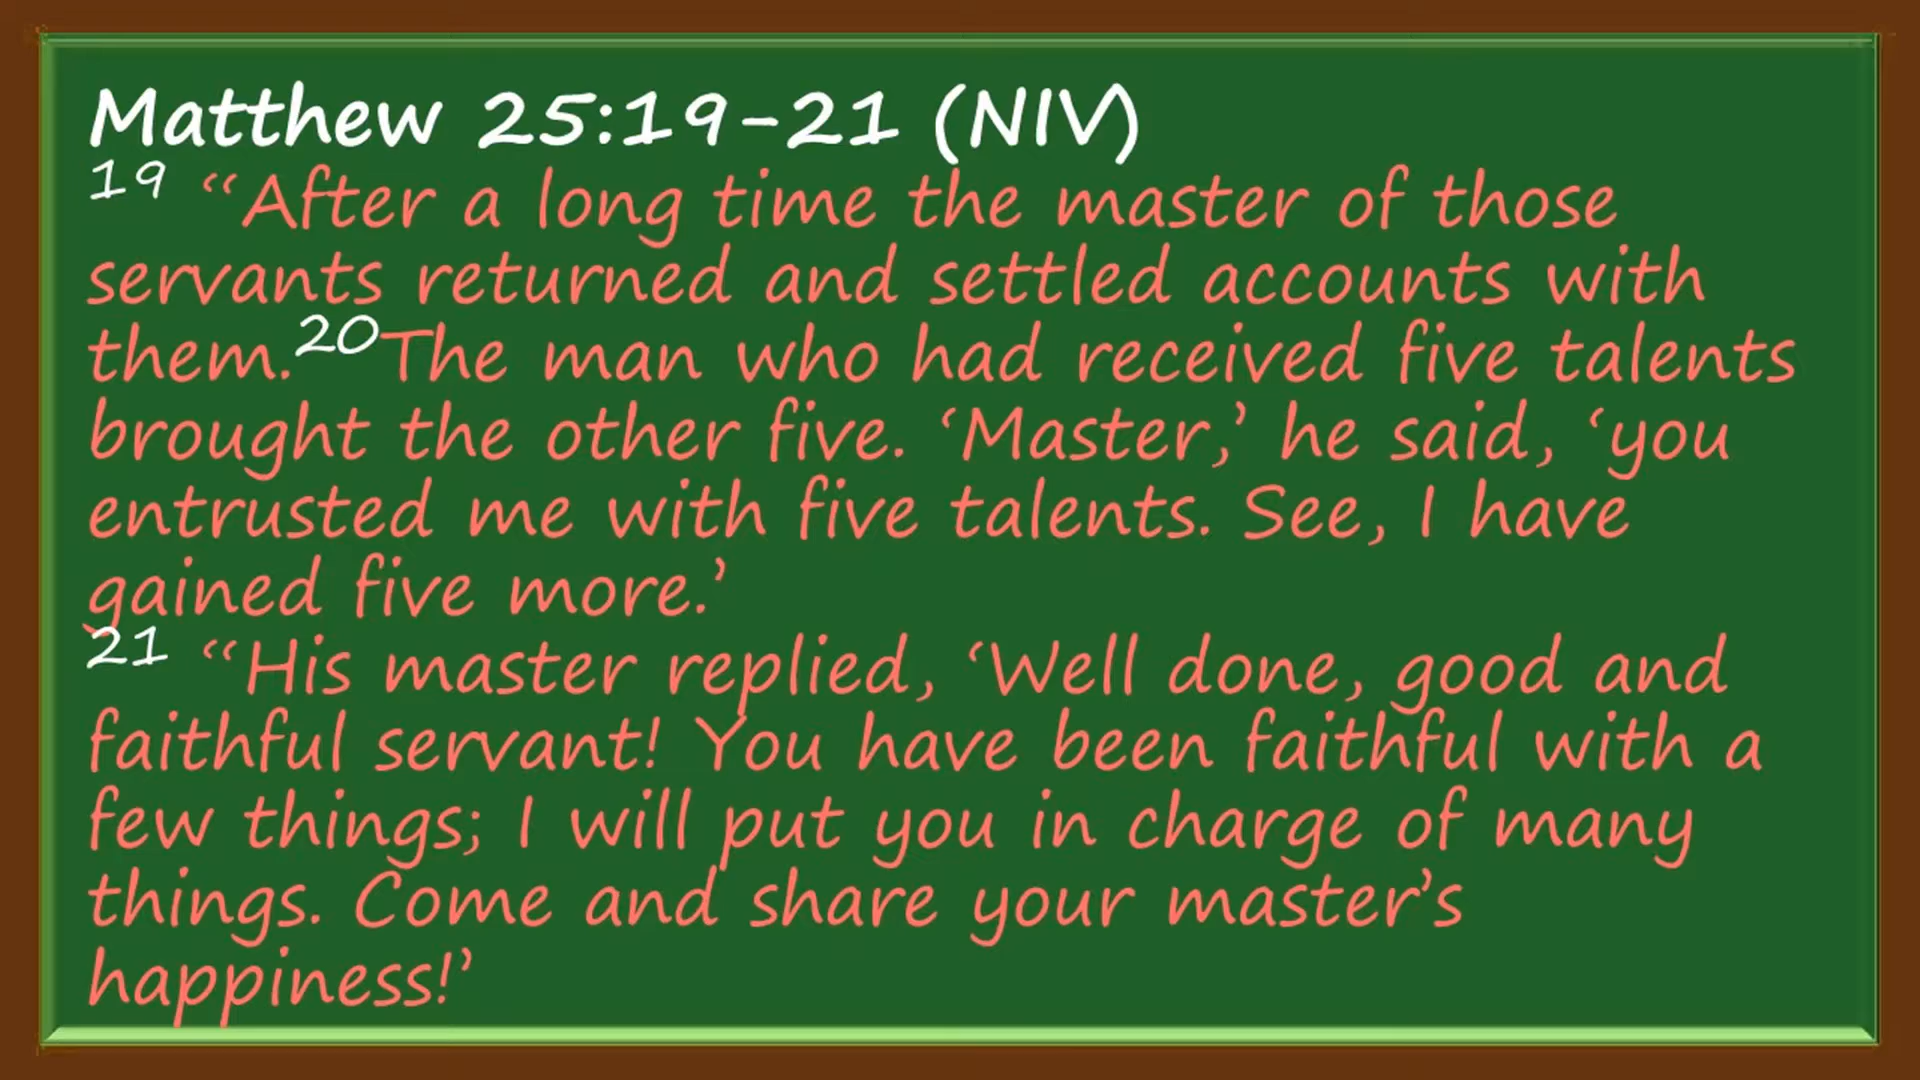 Matthew 25:19-21 (NIV)
19 “After a long time the master of those
servants returned and settled accounts with
them.20The man who had received five talents
brought the other five. ‘Master,’ he said, ‘you
entrusted me with five talents. See, I have
gained five more.’
21 “His master replied, ‘Well done, good and
faithful servant! You have been faithful with a
few things; I will put you in charge of many
things. Come and share your master’s
happiness!’